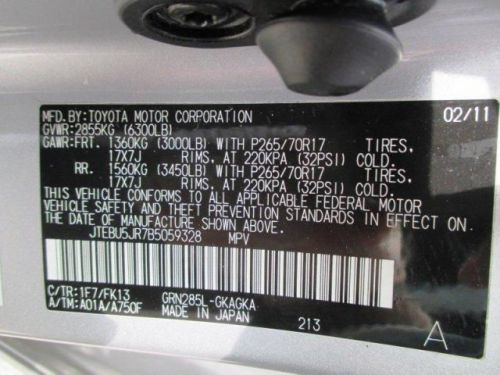 MFD.BY:TOYOTA MOTOR CORPORATION 02/11
GVWR:2855KG (6300LB)
GAWR:FRT. 1360KG (3000LB) WITH P265/70R17 TIRES,
17X7J RIMS, AT 220KPA (32PSI) COLD.
RR. 1560KG (3450LB) WITH P265/70R17 TIRES,
17X7J RIMS, AT 220KPA (32PSI) COLD.
THIS VEHICLE CONFORMS TO ALL APPLICABLE FEDERAL MOTOR
VEHICLE SAFETY AND THEFT PREVENTION STANDARDS IN EFFECT ON
THE DATE OF MANUFACTURE SHOWN ABOVE.
JTEBU5JR7B5059328 MPV
C/TR:1F7/FK13 GRN285L-GKAGKA
A/TM:A01A/A750F MADE IN JAPAN 213 A